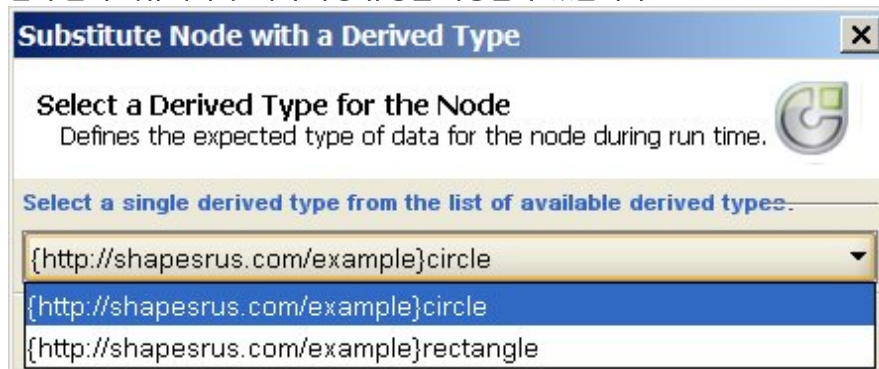 Substitute Node with a Derived Type
Select a Derived Type for the Node
Defines the expected type of data for the node during run time.
Select a single derived type from the list of available derived types.
{http://shapesrus.com/example}circle
{http://shapesrus.com/example}circle
{http://shapesrus.com/example}rectangle